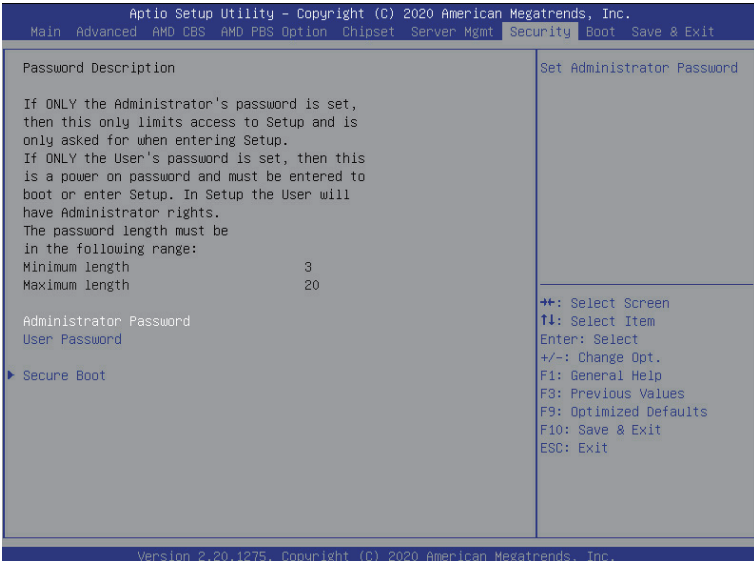 Aptio Setup Utility – Copyright (C) 2020 American Megatrends, Inc.
Main Advanced AMD CBS AMD PBS Option Chipset Server Mgmt Security Boot Save & Exit
Password Description
If ONLY the Administrator's password is set,
then this only limits access to Setup and is
only asked for when entering Setup.
If ONLY the User's password is set, then this
is a power on password and must be entered to
boot or enter Setup. In Setup the User will
have Administrator rights.
The password length must be
in the following range:
Minimum length 3
Maximum length 20
Administrator Password
User Password
Secure Boot
Set Administrator Password
→←: Select Screen
↑↓: Select Item
Enter: Select
+/-: Change Opt.
F1: General Help
F3: Previous Values
F9: Optimized Defaults
F10: Save & Exit
ESC: Exit
Version 2.20.1275. Copyright (C) 2020 American Megatrends, Inc.